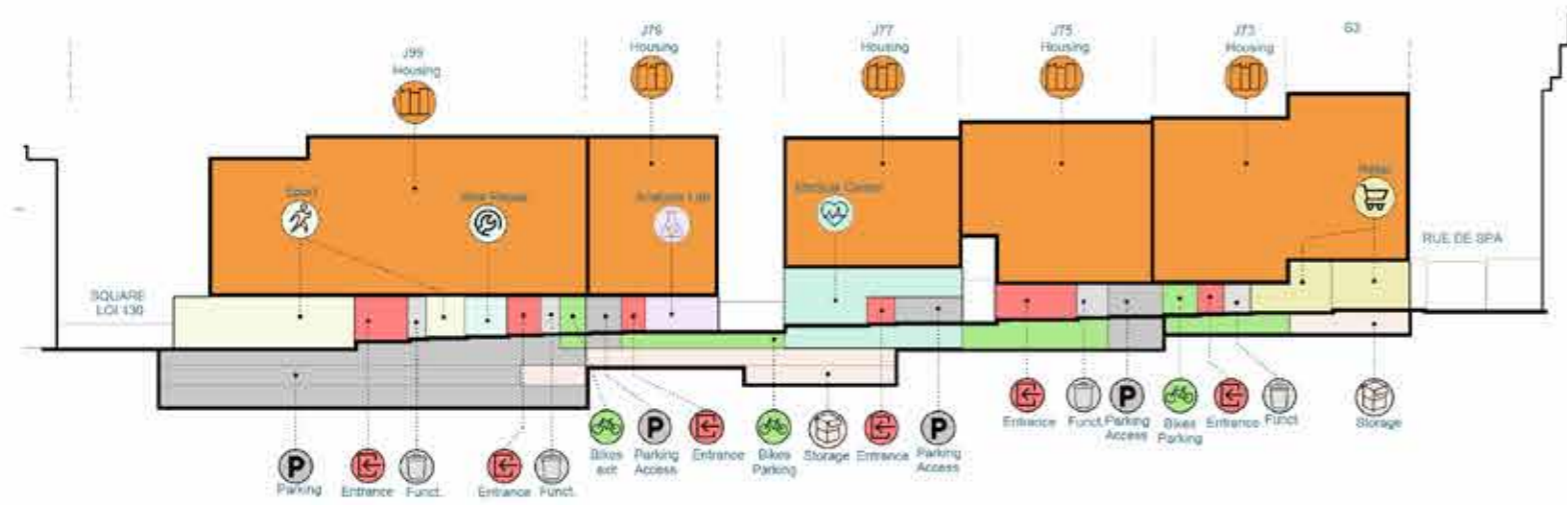 J99
Housing
J76
Housing
J77
Housing
J75
Housing
J73
Housing
Sport
Analysis Lab
Medical Center
Retail
RUE DE SPA
SQUARE
LOI 130
Parking
Entrance
Funct.
Entrance
Funct.
Bikes
exit
Parking
Access
Entrance
Bikes
Parking
Storage
Entrance
Parking
Access
Entrance
Funct.
Parking
Access
Bikes
Parking
Entrance
Funct.
Storage
P
P
P
P